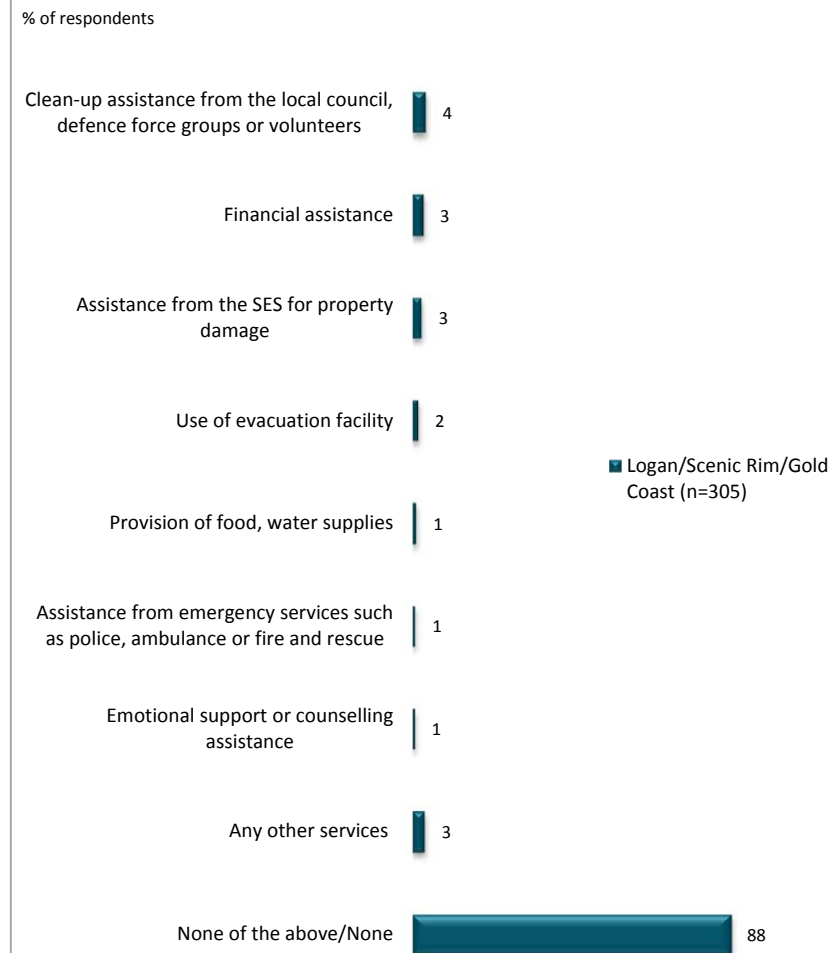 % of respondents
Clean-up assistance from the local council,
defence force groups or volunteers
4
Financial assistance
3
Assistance from the SES for property
damage
3
Use of evacuation facility
2
Logan/Scenic Rim/Gold
Coast (n=305)
Provision of food, water supplies
1
Assistance from emergency services such
as police, ambulance or fire and rescue
1
Emotional support or counselling
assistance
1
Any other services
3
None of the above/None
88